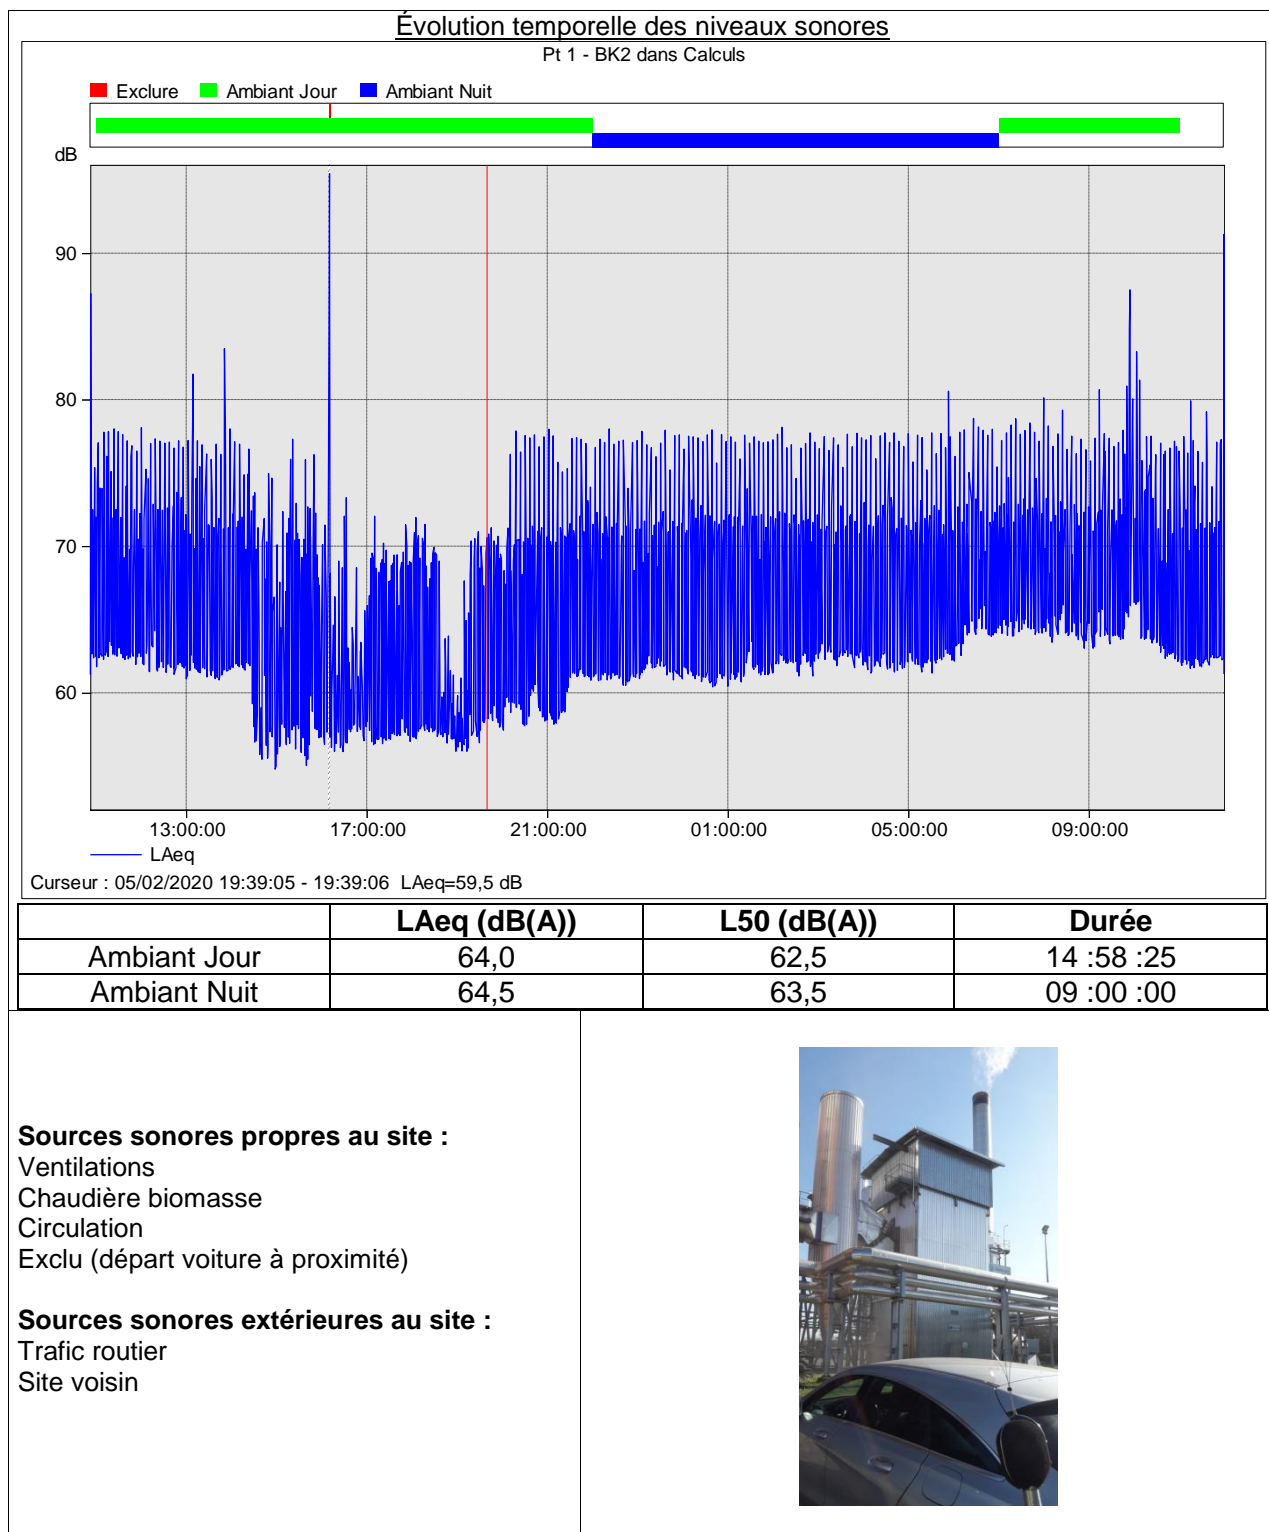 Évolution temporelle des niveaux sonores
Pt 1 - BK2 dans Calculs
Exclure Ambiant Jour Ambiant Nuit
dB
90
80
70
60
13:00:00 17:00:00 21:00:00 01:00:00 05:00:00 09:00:00
LAeq
Curseur : 05/02/2020 19:39:05 - 19:39:06 LAeq=59,5 dB
LAeq (dB(A)) L50 (dB(A)) Durée
Ambiant Jour 64,0 62,5 14 :58 :25
Ambiant Nuit 64,5 63,5 09 :00 :00
Sources sonores propres au site :
Ventilations
Chaudière biomasse
Circulation
Exclu (départ voiture à proximité)
Sources sonores extérieures au site :
Trafic routier
Site voisin